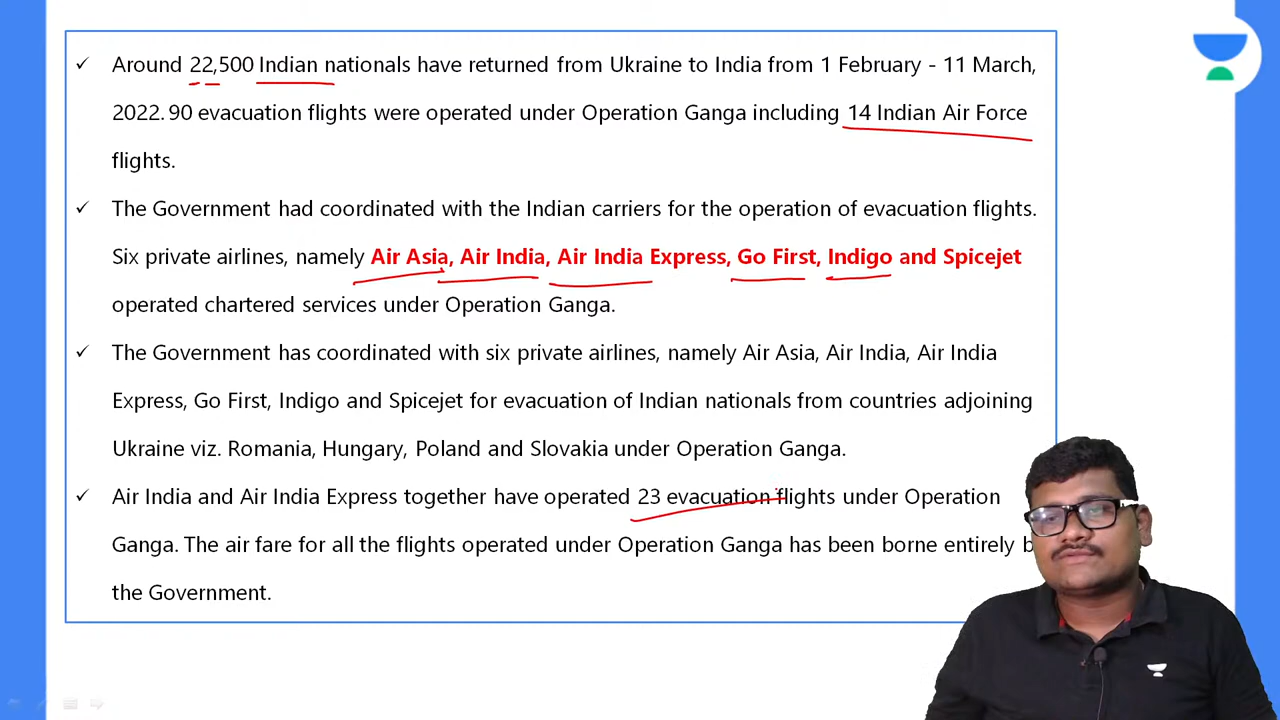 Around 22,500 Indian nationals have returned from Ukraine to India from 1 February - 11 March,
2022. 90 evacuation flights were operated under Operation Ganga including 14 Indian Air Force
flights.
The Government had coordinated with the Indian carriers for the operation of evacuation flights.
Six private airlines, namely Air Asia, Air India, Air India Express, Go First, Indigo and Spicejet
operated chartered services under Operation Ganga.
The Government has coordinated with six private airlines, namely Air Asia, Air India, Air India
Express, Go First, Indigo and Spicejet for evacuation of Indian nationals from countries adjoining
Ukraine viz. Romania, Hungary, Poland and Slovakia under Operation Ganga.
Air India and Air India Express together have operated 23 evacuation flights under Operation
Ganga. The air fare for all the flights operated under Operation Ganga has been borne entirely
the Government.